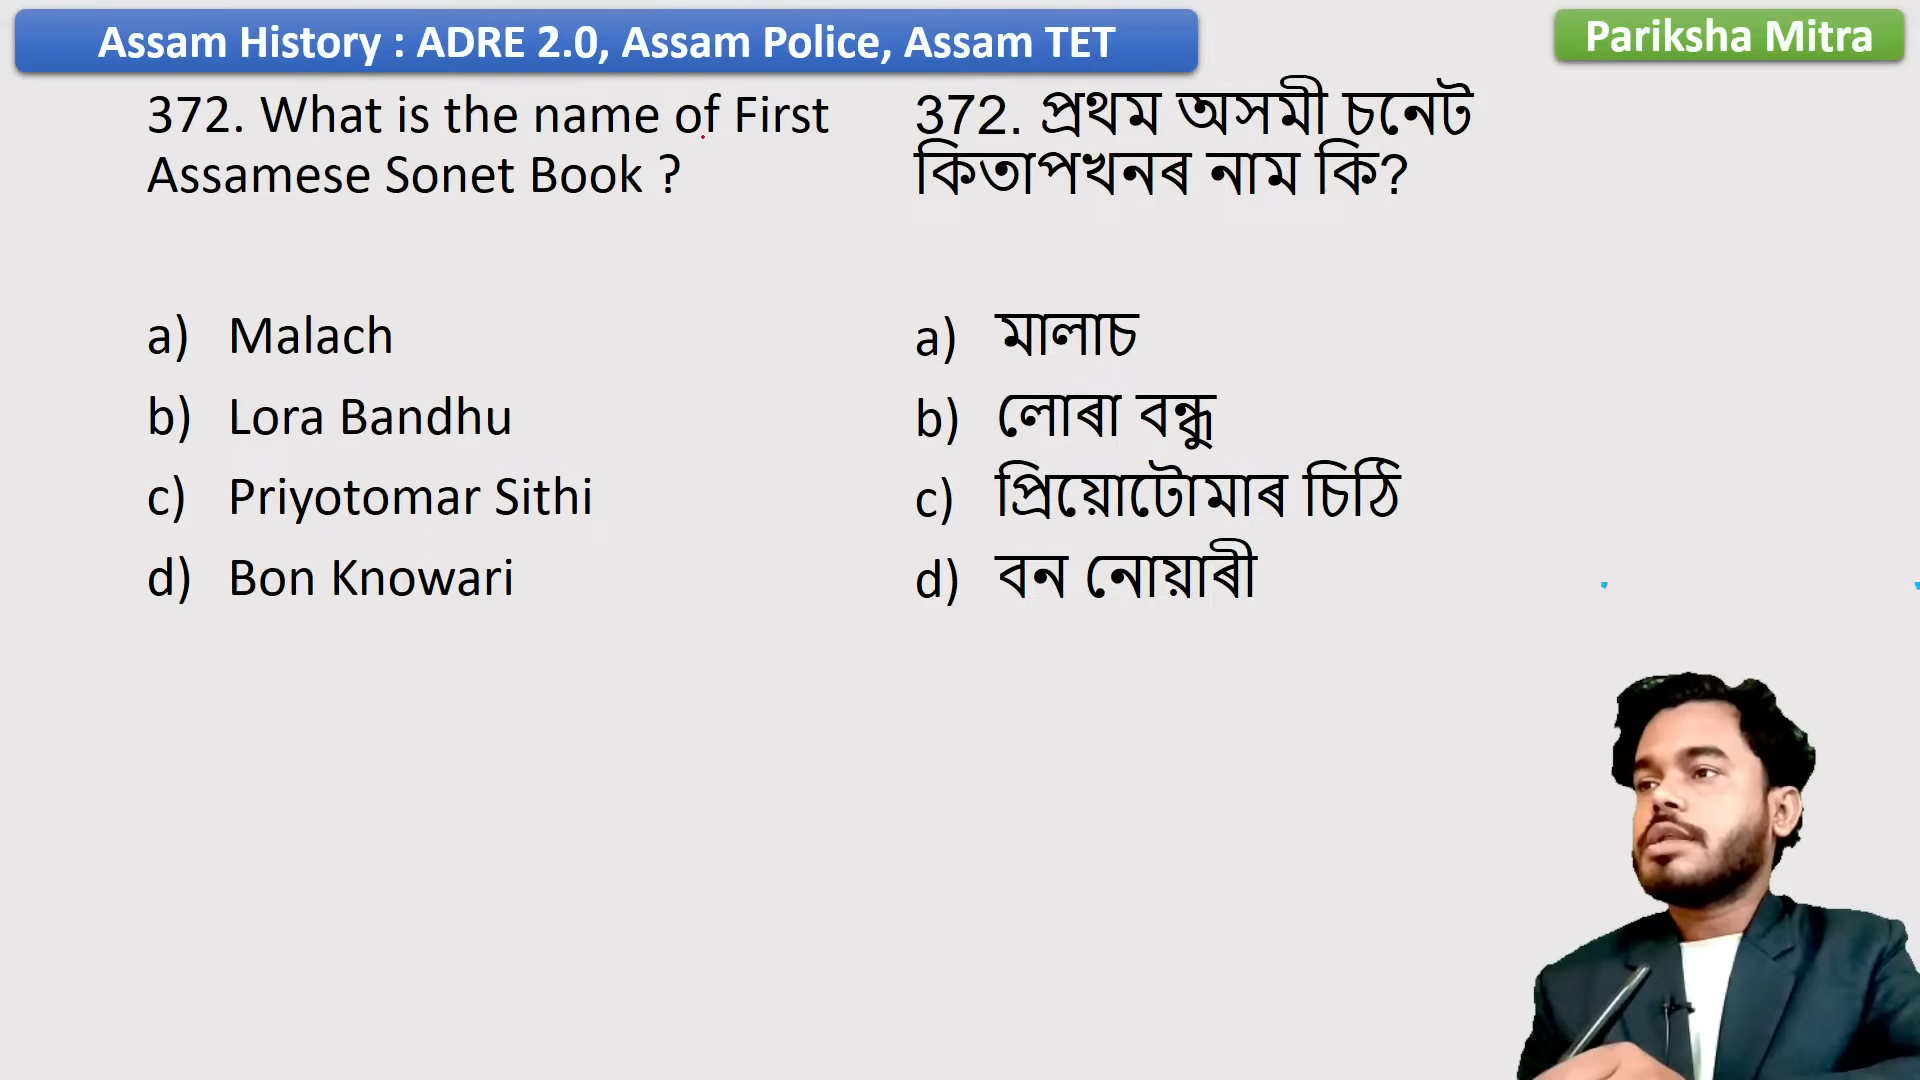 Assam History : ADRE 2.0, Assam Police, Assam TET
Pariksha Mitra
372. What is the name of First
Assamese Sonet Book ?
a) Malach
b) Lora Bandhu
c) Priyotomar Sithi
d) Bon Knowari
372. প্ৰথম অসমী চনেট
কিতাপখনৰ নাম কি?
a) মালাচ
b) লোৰা বন্ধু
c) প্ৰিয়োটোমাৰ চিঠি
d) বন নোয়াৰী